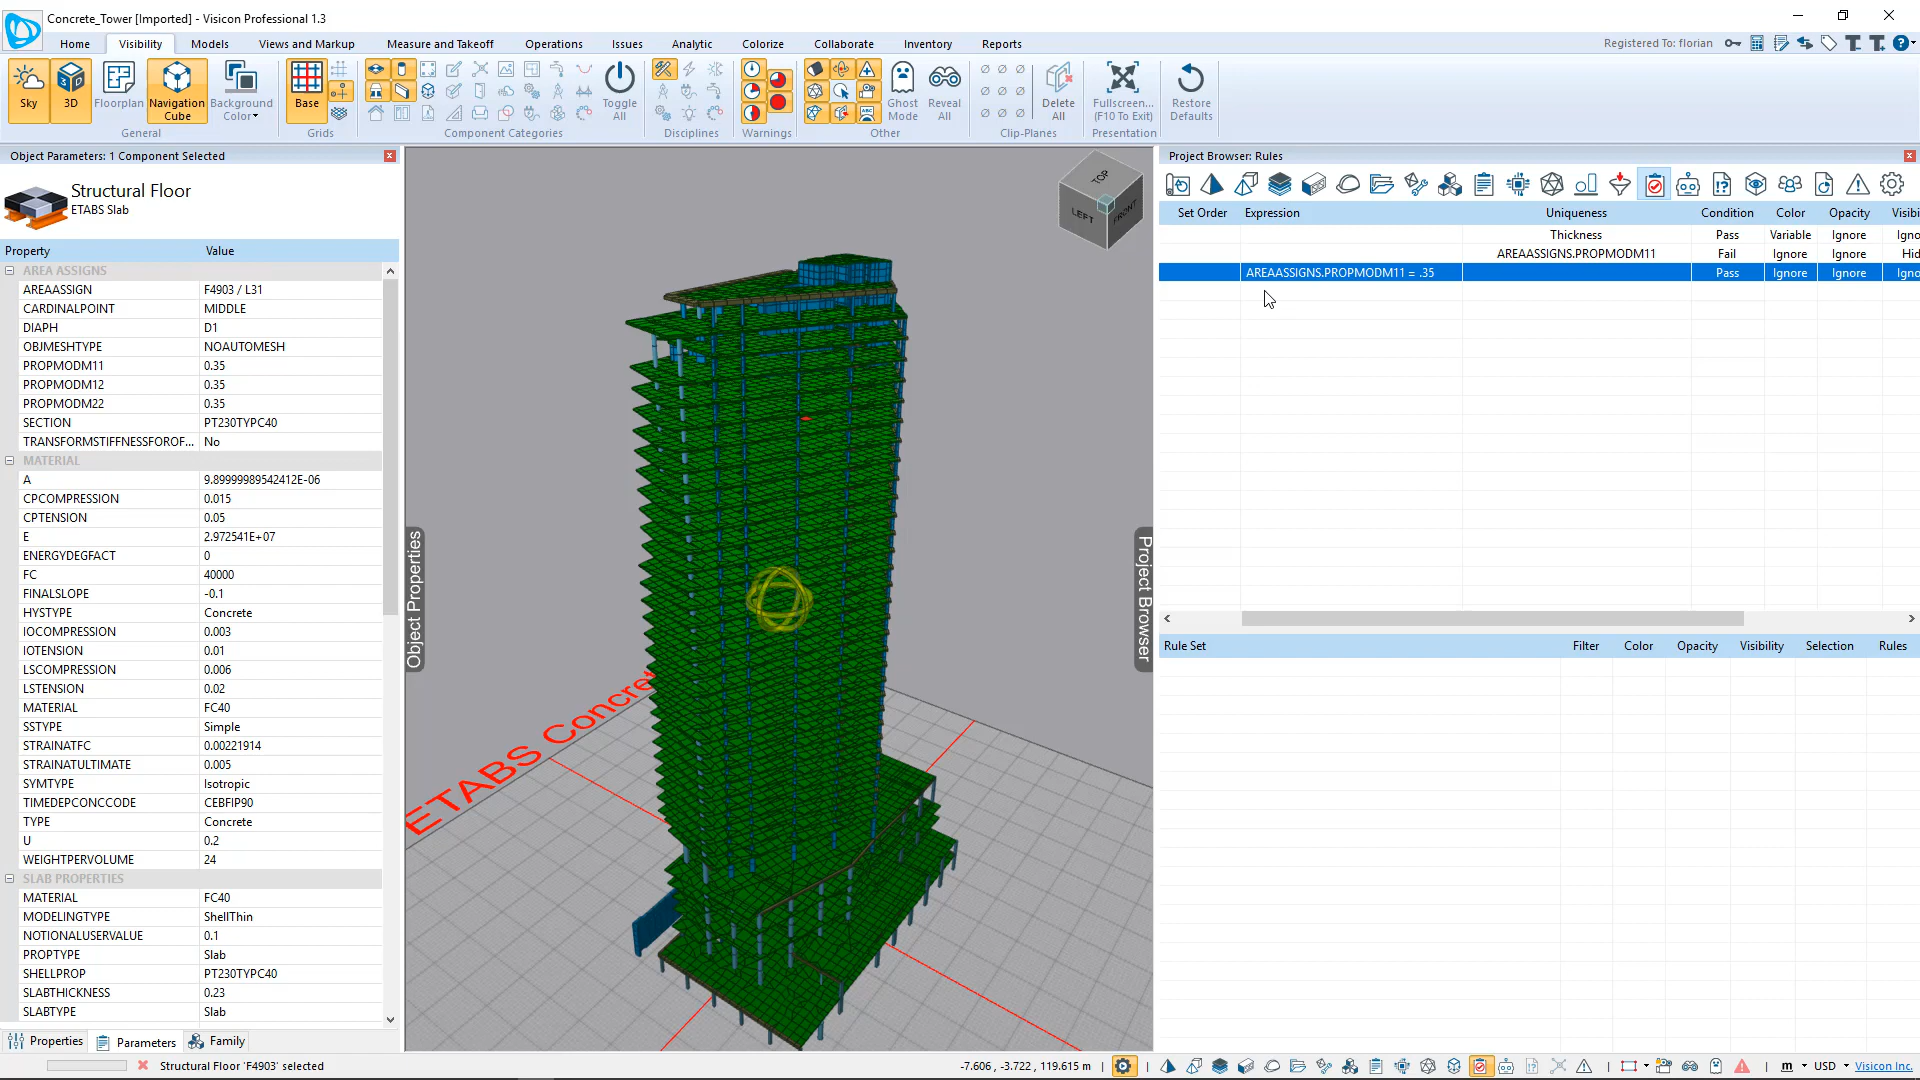 Concrete_Tower [Imported] - Visicon Professional 1.3
Home Visibility Models Views and Markup Measure and Takeoff Operations Issues Analytic Colorize Collaborate Inventory Reports
Registered To: florian
Sky 3D Floorplan Navigation Cube Background Color
General
Base
Grids
Toggle All
Component Categories
Disciplines
Warnings
Ghost Mode Reveal All
Other
Delete All
Clip-Planes
Fullscreen... (F10 To Exit)
Presentation
Restore Defaults
Object Parameters: 1 Component Selected
Structural Floor
ETABS Slab
Property Value
AREA ASSIGNS
AREAASSIGN F4903 / L31
CARDINALPOINT MIDDLE
DIAPH D1
OBJMESHTYPE NOAUTOMESH
PROPMODM11 0.35
PROPMODM12 0.35
PROPMODM22 0.35
SECTION PT230TYPC40
TRANSFORMSTIFFNESSFOROF... No
MATERIAL
A 9.89999989542412E-06
CPCOMPRESSION 0.015
CPTENSION 0.05
E 2.972541E+07
ENERGYDEGFACT 0
FC 40000
FINALSLOPE -0.1
HYSTYPE Concrete
IOCOMPRESSION 0.003
IOTENSION 0.01
LSCOMPRESSION 0.006
LSTENSION 0.02
MATERIAL FC40
SSTYPE Simple
STRAINATFC 0.00221914
STRAINATULTIMATE 0.005
SYMTYPE Isotropic
TIMEDEPCONCCODE CEBFIP90
TYPE Concrete
U 0.2
WEIGHTPERVOLUME 24
SLAB PROPERTIES
MATERIAL FC40
MODELINGTYPE ShellThin
NOTIONALUSERVALUE 0.1
PROPTYPE Slab
SHELLPROP PT230TYPC40
SLABTHICKNESS 0.23
SLABTYPE Slab
Properties Parameters Family
Object Properties
ETABS Concre
TOP
LEFT FRONT
Project Browser
Project Browser: Rules
Set Order Expression Uniqueness Condition Color Opacity Visibi
Thickness Pass Variable Ignore Igno
AREAASSIGNS.PROPMODM11 Fail Ignore Ignore Hid
AREAASSIGNS.PROPMODM11 = .35 Pass Ignore Ignore Igno
Rule Set Filter Color Opacity Visibility Selection Rules
Structural Floor 'F4903' selected
-7.606 , -3.722 , 119.615 m
m USD Visicon Inc.